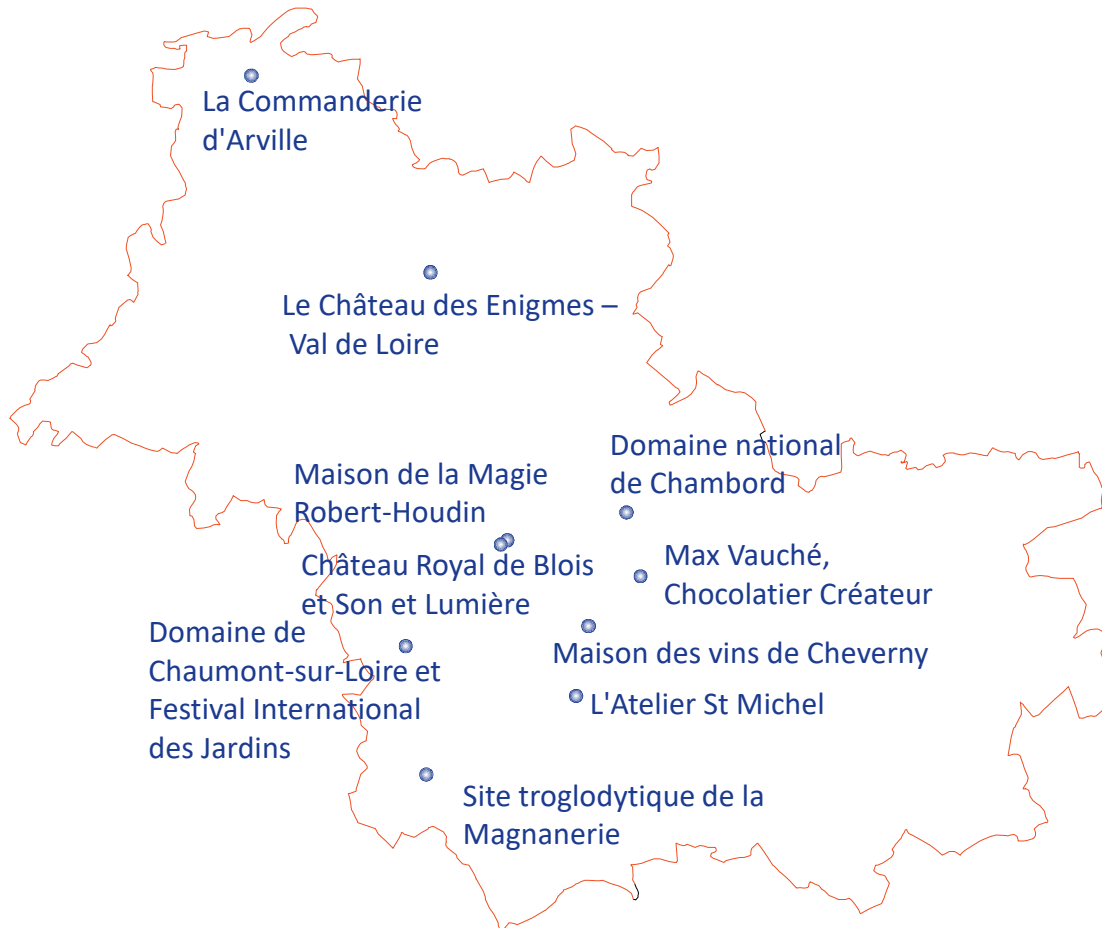 La Commanderie
d'Arville
Le Château des Enigmes –
Val de Loire
Domaine national
de Chambord
Maison de la Magie
Robert-Houdin
Château Royal de Blois
et Son et Lumière
Max Vauché,
Chocolatier Créateur
Domaine de
Chaumont-sur-Loire et
Festival International
des Jardins
Maison des vins de Cheverny
L'Atelier St Michel
Site troglodytique de la
Magnanerie